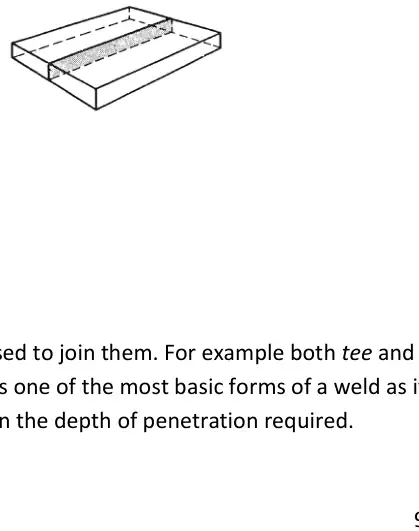 sed to join them. For example both tee and
s one of the most basic forms of a weld as i
n the depth of penetration required.